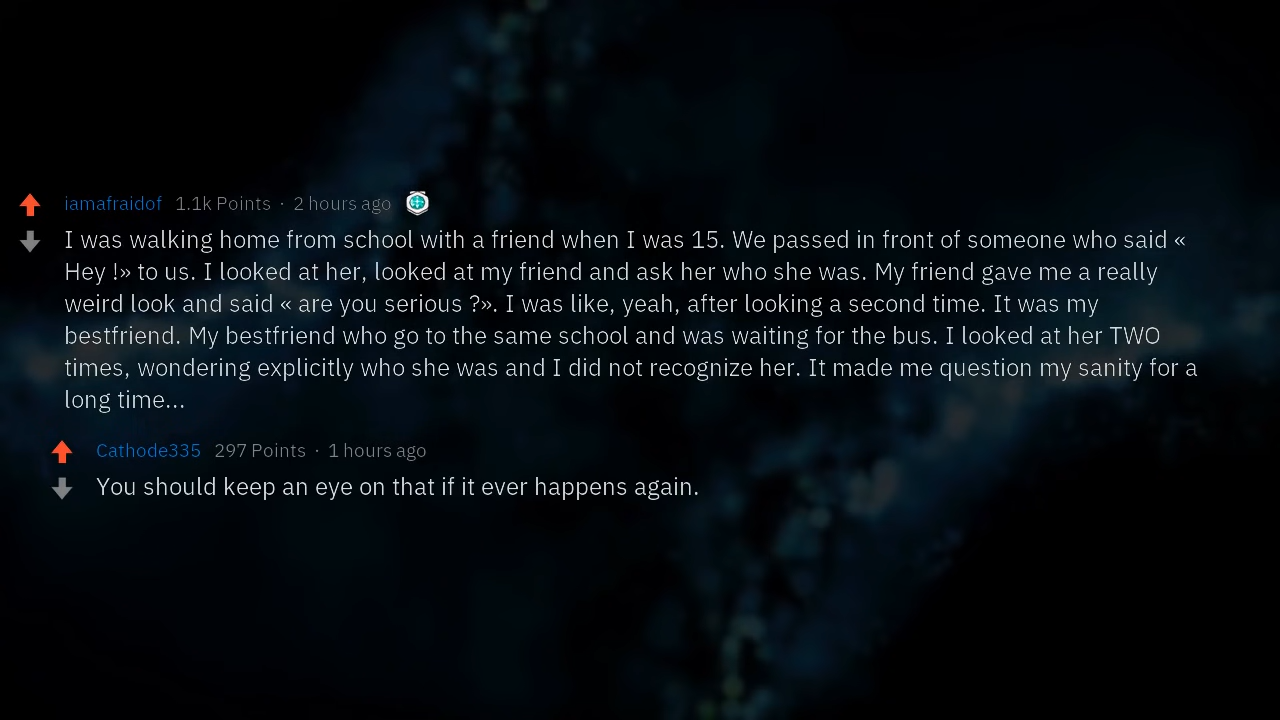 iamafraidof 1.1k Points · 2 hours ago
I was walking home from school with a friend when I was 15. We passed in front of someone who said «
Hey !» to us. I looked at her, looked at my friend and ask her who she was. My friend gave me a really
weird look and said « are you serious ?». I was like, yeah, after looking a second time. It was my
bestfriend. My bestfriend who go to the same school and was waiting for the bus. I looked at her TWO
times, wondering explicitly who she was and I did not recognize her. It made me question my sanity for a
long time...
Cathode335 297 Points · 1 hours ago
You should keep an eye on that if it ever happens again.